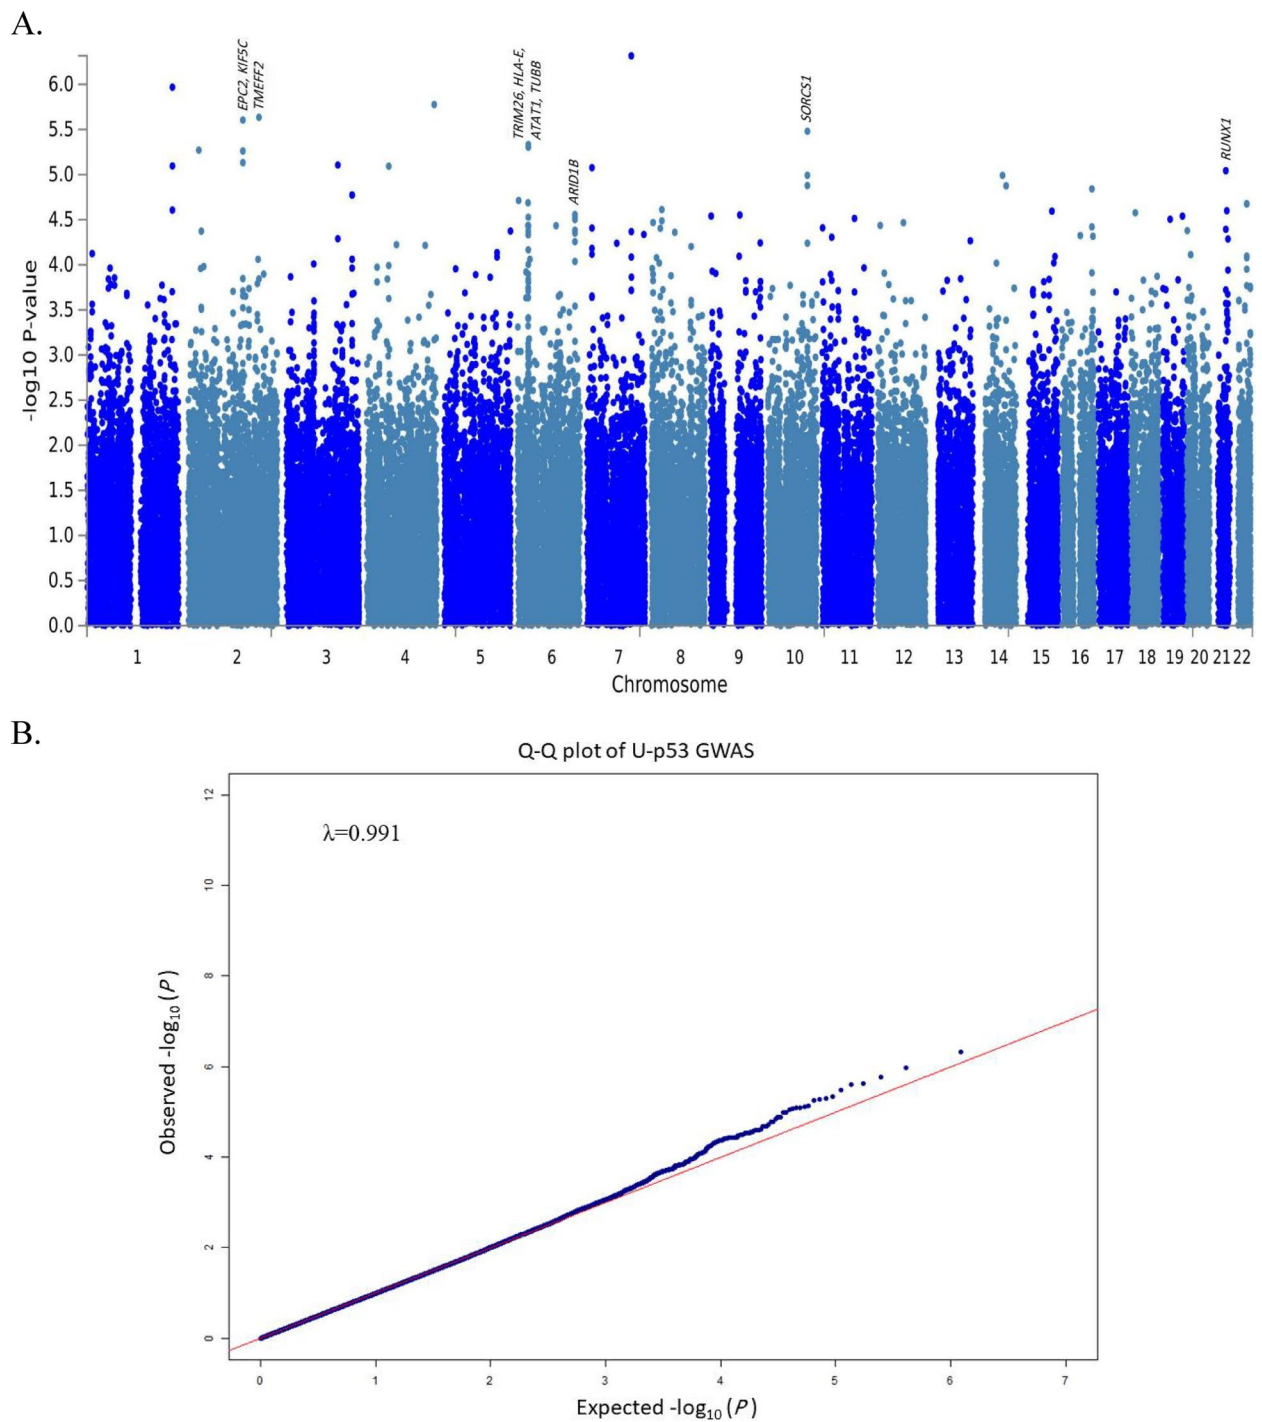 A.
EPC2, KIF5C
TMEFF2
TRIM26, HLA-E,
ATAT1, TUBB
ARID1B
SORCS1
RUNX1
-log10 P-value
6.0
5.5
5.0
4.5
4.0
3.5
3.0
2.5
2.0
1.5
1.0
0.5
0.0
1 2 3 4 5 6 7 8 9 10 11 12 13 14 15 16 17 18 19 20 21 22
Chromosome
B.
Q-Q plot of U-p53 GWAS
λ=0.991
Observed -log10 (P)
12
10
8
6
4
2
0
0 1 2 3 4 5 6 7
Expected -log10 (P)